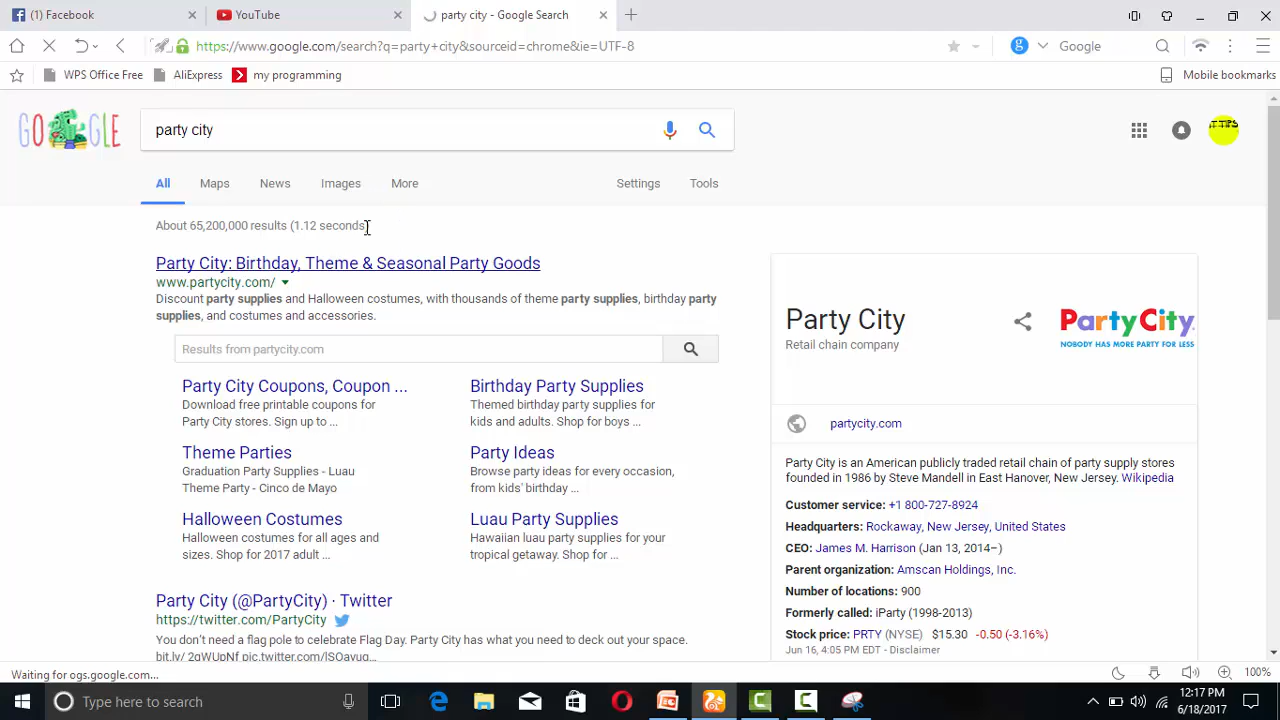 (1) Facebook
YouTube
party city - Google Search
https://www.google.com/search?q=party+city&sourceid=chrome&ie=UTF-8
Google
WPS Office Free
AliExpress
my programming
Mobile bookmarks
GOOGLE
party city
All
Maps
News
Images
More
Settings
Tools
About 65,200,000 results (1.12 seconds)
Party City: Birthday, Theme & Seasonal Party Goods
www.partycity.com/
Discount party supplies and Halloween costumes, with thousands of theme party supplies, birthday party
supplies, and costumes and accessories.
Results from partycity.com
Party City Coupons, Coupon ...
Download free printable coupons for
Party City stores. Sign up to ...
Birthday Party Supplies
Themed birthday party supplies for
kids and adults. Shop for boys ...
Theme Parties
Graduation Party Supplies - Luau
Theme Party - Cinco de Mayo
Party Ideas
Browse party ideas for every occasion,
from kids' birthday ...
Halloween Costumes
Halloween costumes for all ages and
sizes. Shop for 2017 adult ...
Luau Party Supplies
Hawaiian luau party supplies for your
tropical getaway. Shop for ...
Party City (@PartyCity) · Twitter
https://twitter.com/PartyCity
You don't need a flag pole to celebrate Flag Day. Party City has what you need to deck out your space.
bit.ly/ 2gWUpNf pic.twitter.com/lSOavug...
Party City
Retail chain company
PartyCity
NOBODY HAS MORE PARTY FOR LESS
partycity.com
Party City is an American publicly traded retail chain of party supply stores
founded in 1986 by Steve Mandell in East Hanover, New Jersey. Wikipedia
Customer service: +1 800-727-8924
Headquarters: Rockaway, New Jersey, United States
CEO: James M. Harrison (Jan 13, 2014–)
Parent organization: Amscan Holdings, Inc.
Number of locations: 900
Formerly called: iParty (1998-2013)
Stock price: PRTY (NYSE) $15.30 -0.50 (-3.16%)
Jun 16, 4:05 PM EDT - Disclaimer
Waiting for ogs.google.com...
100%
Type here to search
12:17 PM
6/18/2017